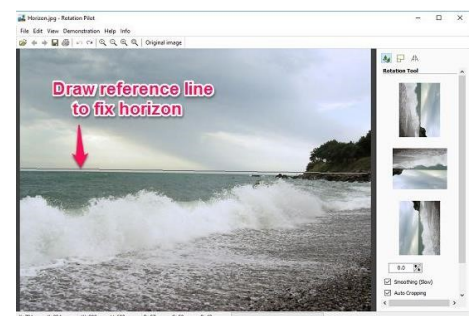 Horizon.jpg - Rotation Pilot
File Edit View Demonstration Help Info
Original image
Rotation Tool
Draw reference line
to fix horizon
0.0
Smoothing (Slow)
Auto Cropping